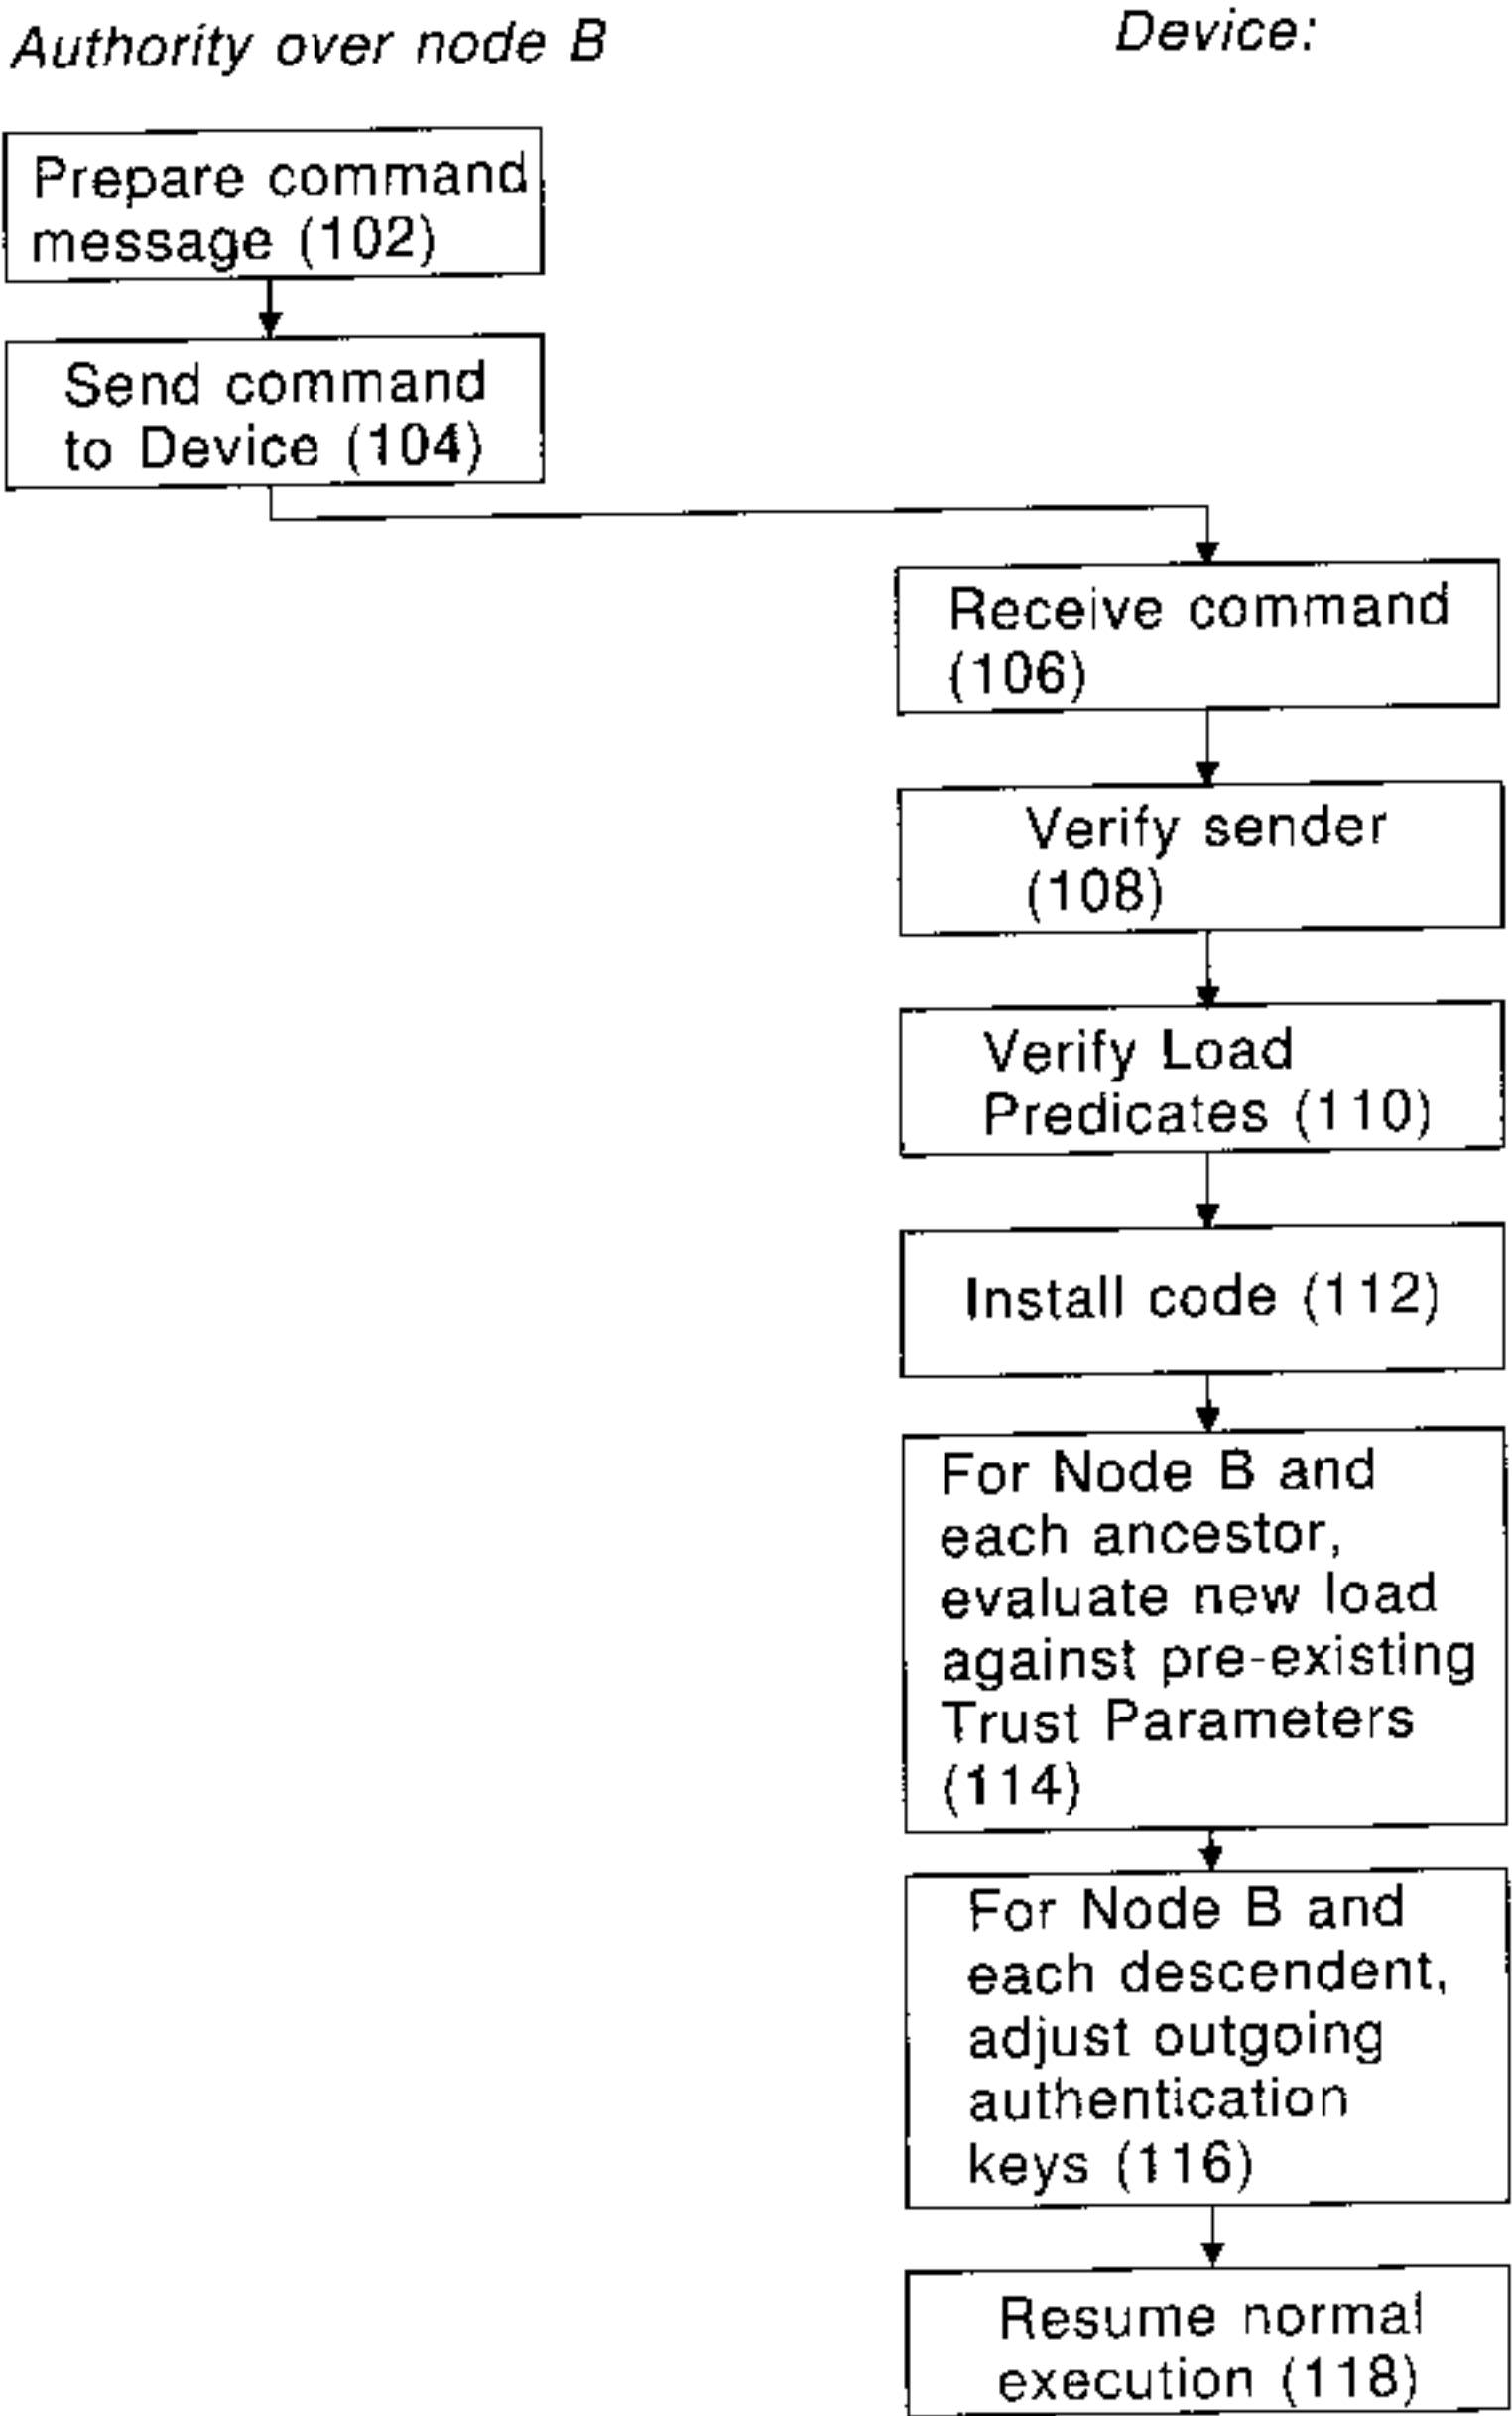 Authority over node B
Device:
Prepare command
message (102)
Send command
to Device (104)
Receive command
(106)
Verify sender
(108)
Verify Load
Predicates (110)
Install code (112)
For Node B and
each ancestor,
evaluate new load
against pre-existing
Trust Parameters
(114)
For Node B and
each descendent,
adjust outgoing
authentication
keys (116)
Resume normal
execution (118)